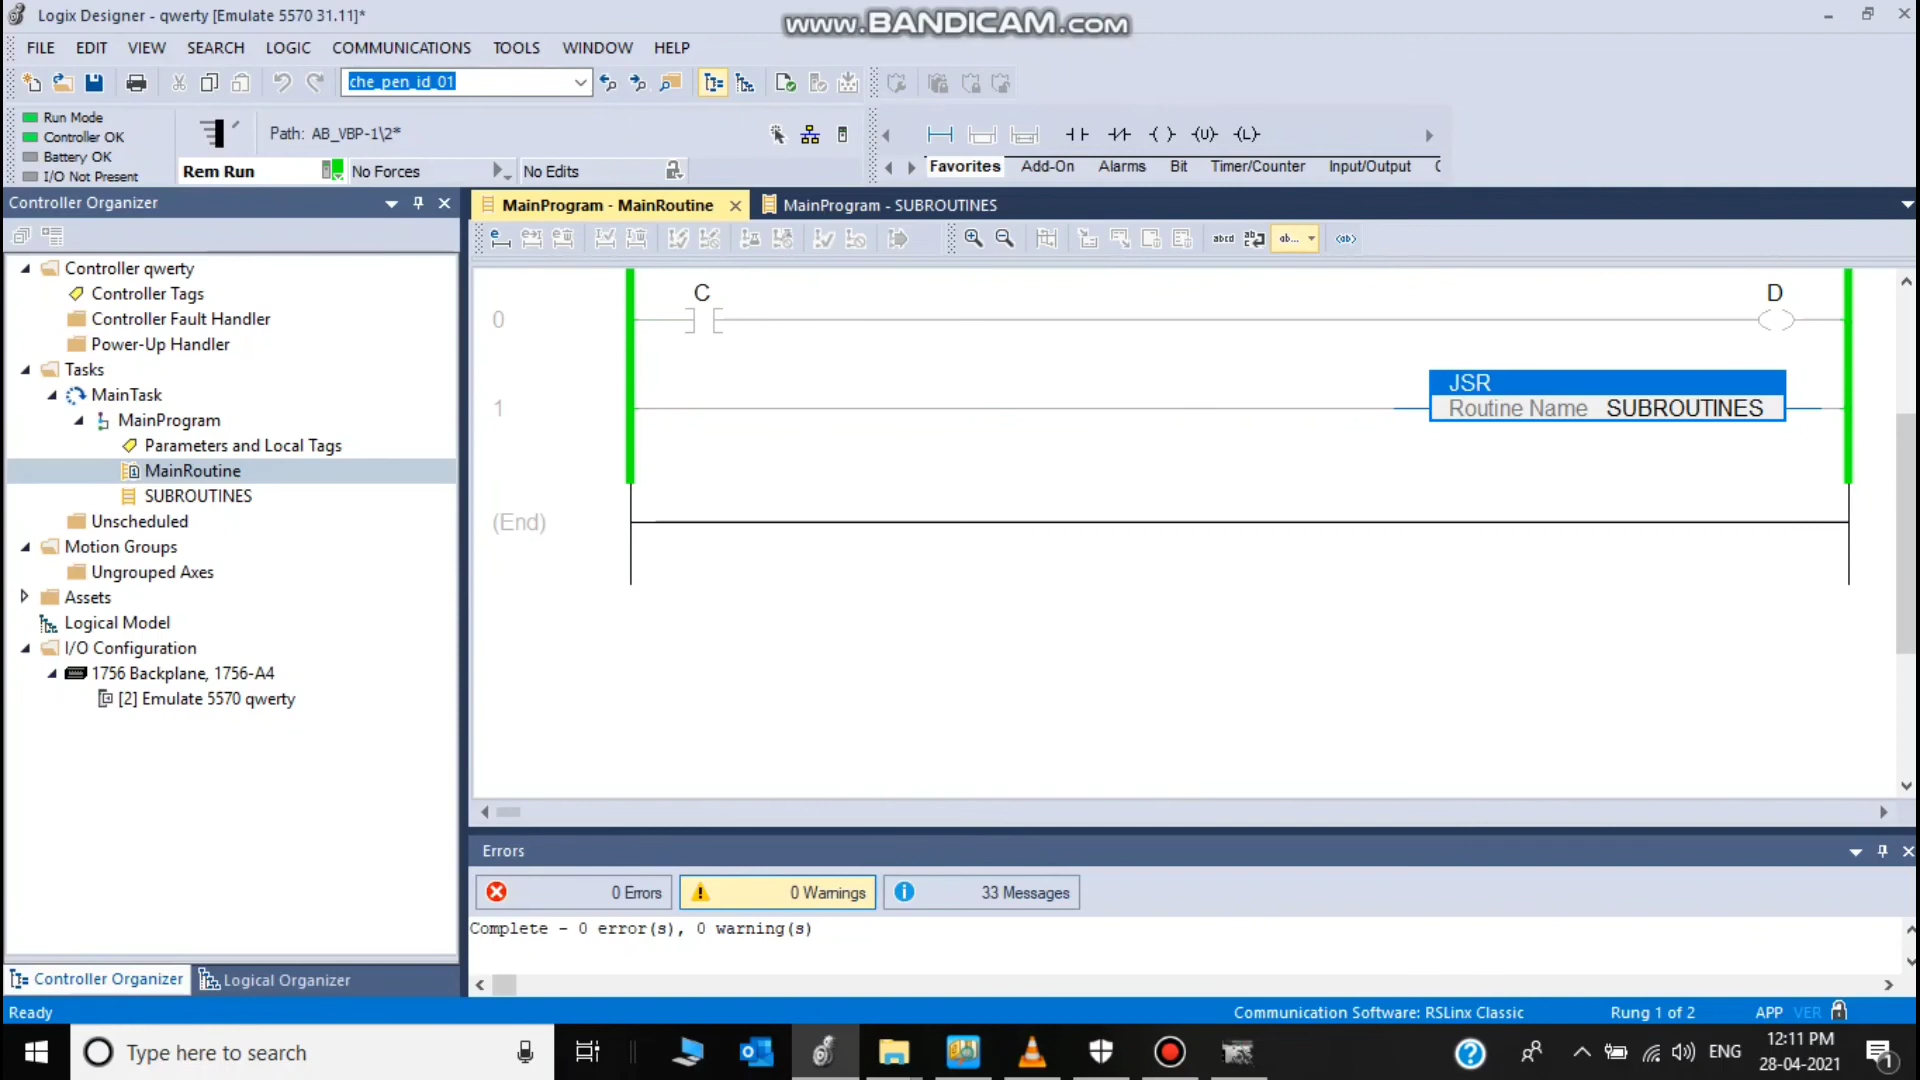 Logix Designer - qwerty [Emulate 5570 31.11]*
www.BANDICAM.com
FILE EDIT VIEW SEARCH LOGIC COMMUNICATIONS TOOLS WINDOW HELP
che_pen_id_01
Run Mode
Controller OK
Battery OK
I/O Not Present
Path: AB_VBP-1\2*
Rem Run
No Forces
No Edits
(U)
(L)
Favorites Add-On Alarms Bit Timer/Counter Input/Output
Controller Organizer
MainProgram - MainRoutine
MainProgram - SUBROUTINES
abcd
ab...
Controller qwerty
Controller Tags
Controller Fault Handler
Power-Up Handler
Tasks
MainTask
MainProgram
Parameters and Local Tags
MainRoutine
SUBROUTINES
Unscheduled
Motion Groups
Ungrouped Axes
Assets
Logical Model
I/O Configuration
1756 Backplane, 1756-A4
[2] Emulate 5570 qwerty
C
D
0
JSR
1
Routine Name SUBROUTINES
(End)
Errors
0 Errors
0 Warnings
33 Messages
Complete - 0 error(s), 0 warning(s)
Controller Organizer
Logical Organizer
Ready
Communication Software: RSLinx Classic
Rung 1 of 2
APP VER
Type here to search
ENG
12:11 PM
28-04-2021
1